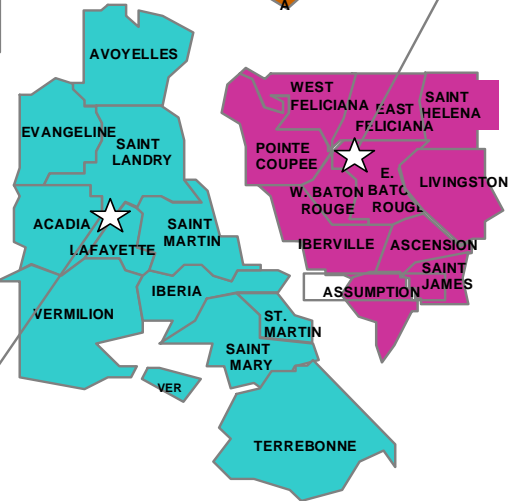 A
AVOYELLES
EVANGELINE
SAINT
LANDRY
ACADIA
LAFAYETTE
SAINT
MARTIN
IBERIA
VERMILION
ST.
MARTIN
SAINT
MARY
VER
TERREBONNE
WEST
FELICIANA
EAST
FELICIANA
SAINT
HELENA
POINTE
COUPEE
W. BATON
ROUGE
E.
BATO
ROUGE
LIVINGSTON
IBERVILLE
ASCENSION
SAINT
JAMES
ASSUMPTION